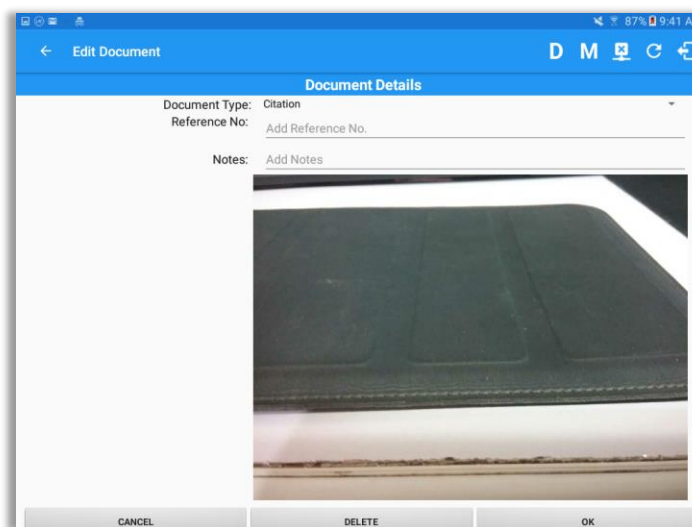 87% 9:41 A
Edit Document
D M
Document Details
Document Type: Citation
Reference No: Add Reference No.
Notes: Add Notes
CANCEL DELETE OK